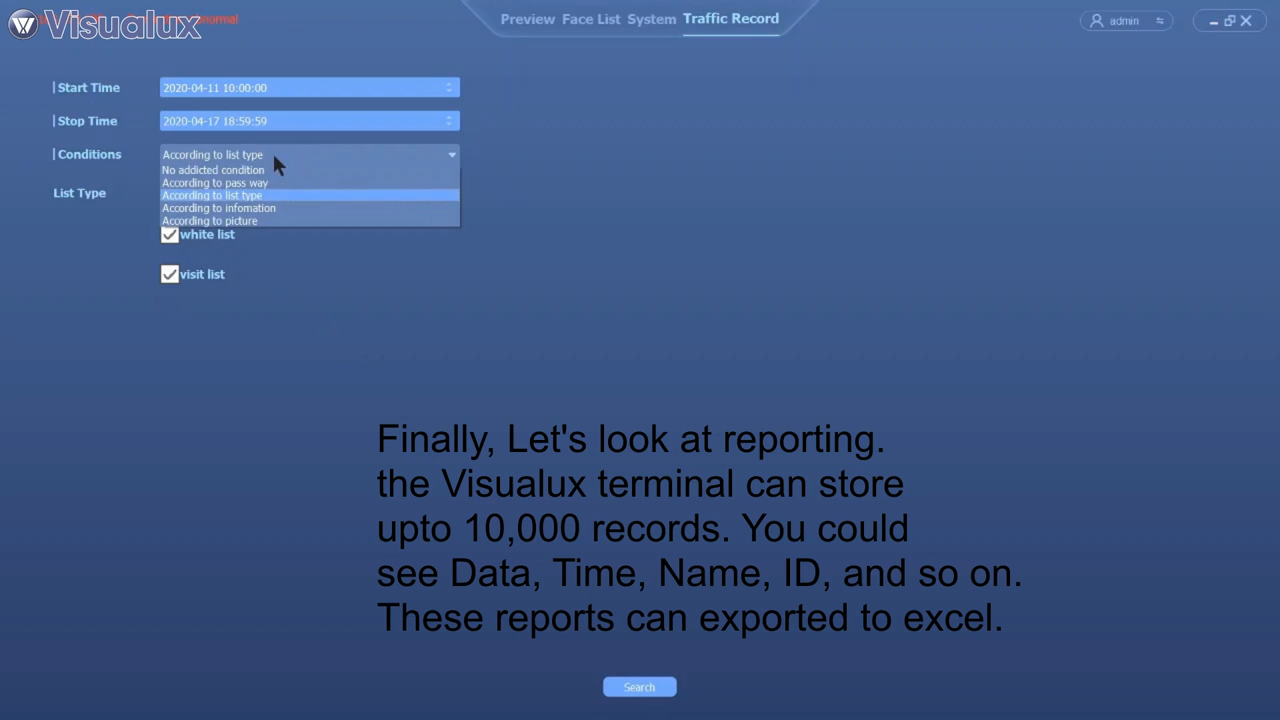 Visualux
normal
Preview Face List System Traffic Record
admin
Start Time 2020-04-11 10:00:00
Stop Time 2020-04-17 18:59:59
Conditions According to list type
No addicted condition
According to pass way
List Type According to list type
According to infomation
According to picture
white list
visit list
Finally, Let's look at reporting.
the Visualux terminal can store
upto 10,000 records. You could
see Data, Time, Name, ID, and so on.
These reports can exported to excel.
Search